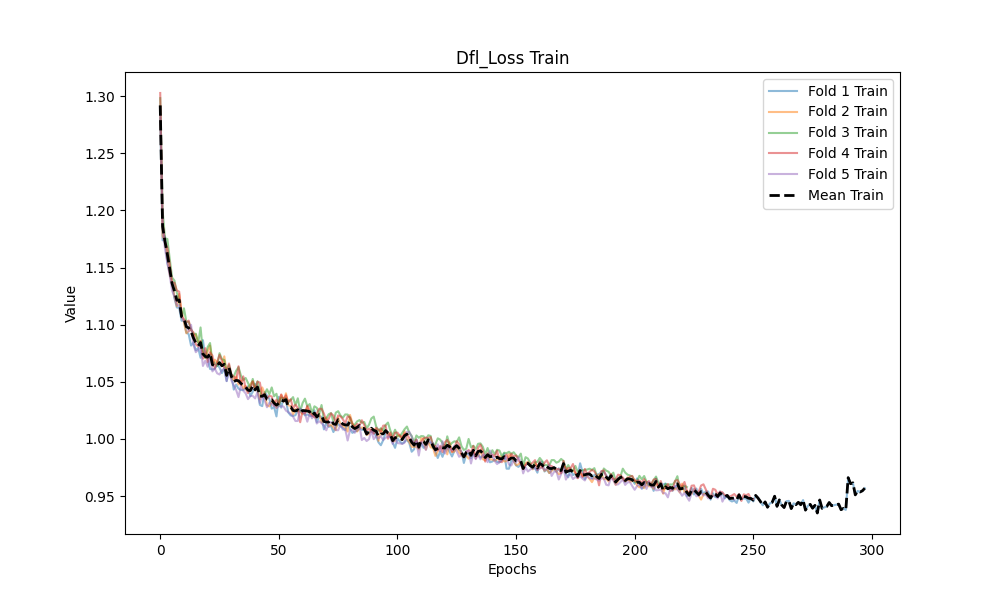 Dfl_Loss Train
1.30
1.25
1.20
1.15
1.10
1.05
1.00
0.95
Value
0
50
100
150
200
250
300
Epochs
Fold 1 Train
Fold 2 Train
Fold 3 Train
Fold 4 Train
Fold 5 Train
Mean Train